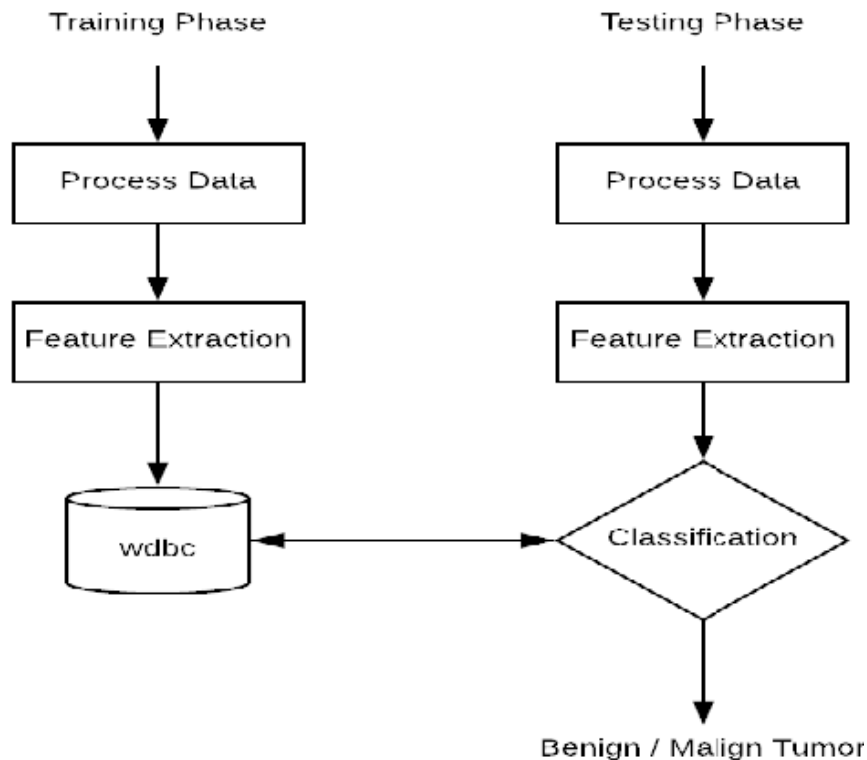 Training Phase
Testing Phase
Process Data
Process Data
Feature Extraction
Feature Extraction
wdbc
Classification
Benign / Malign Tumor